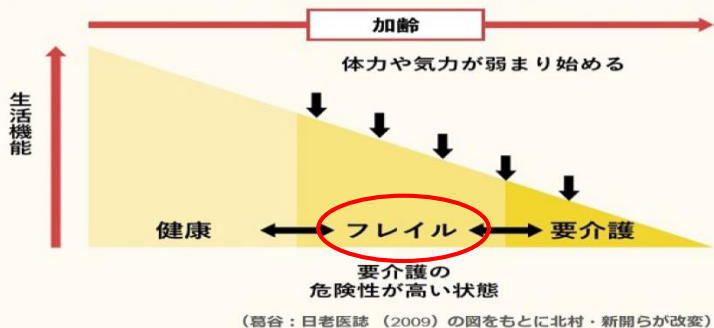 加齢
体力や気力が弱まり始める
生活機能
健康
フレイル
要介護
要介護の
危険性が高い状態
(葛谷:日老医誌 (2009) の図をもとに北村・新開らが改変)